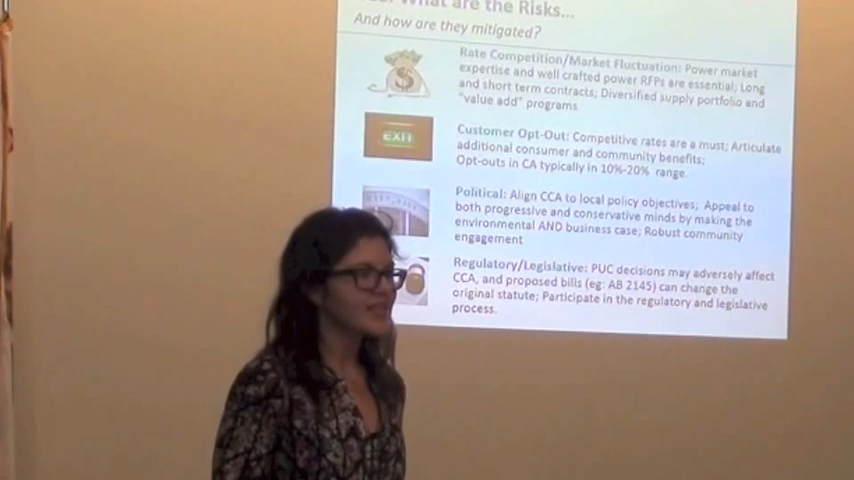 What are the Risks...
And how are they mitigated?
Rate Competition/Market Fluctuation: Power market
expertise and well crafted power RFPs are essential; Long
and short term contracts; Diversified supply portfolio and
"value add" programs
EXIT
Customer Opt-Out: Competitive rates are a must; Articulate
additional consumer and community benefits;
Opt-outs in CA typically in 10%-20% range.
Political: Align CCA to local policy objectives; Appeal to
both progressive and conservative minds by making the
environmental AND business case; Robust community
engagement
Regulatory/Legislative: PUC decisions may adversely affect
CCA, and proposed bills (eg: AB 2145) can change the
original statute; Participate in the regulatory and legislative
process.